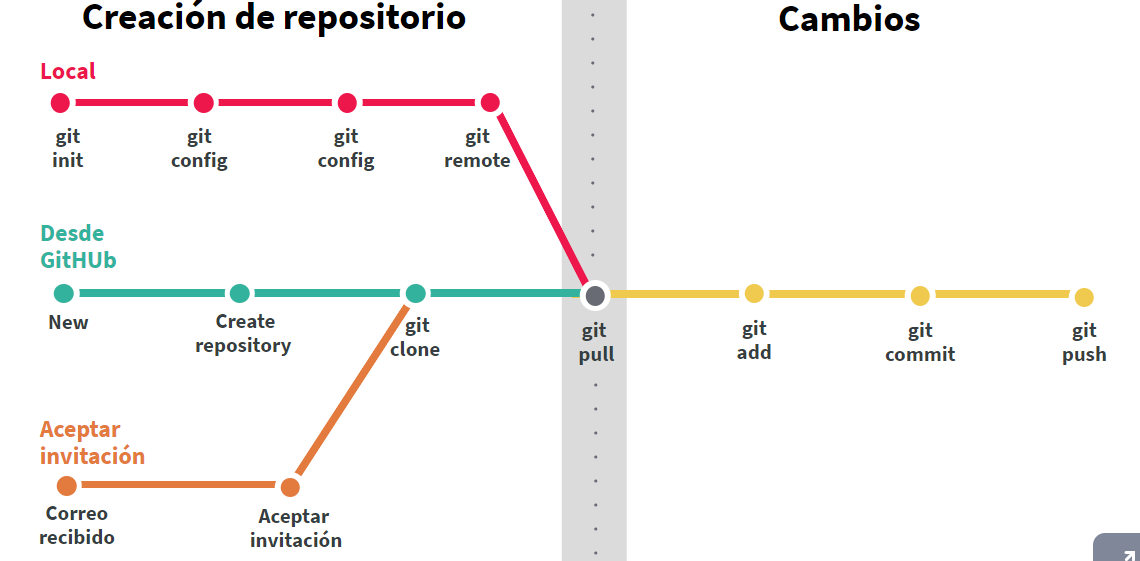 Creación de repositorio
Cambios
Local
git
init
git
config
git
config
git
remote
Desde
GitHUb
New
Create
repository
git
clone
git
pull
git
add
git
commit
git
push
Aceptar
invitación
Correo
recibido
Aceptar
invitación